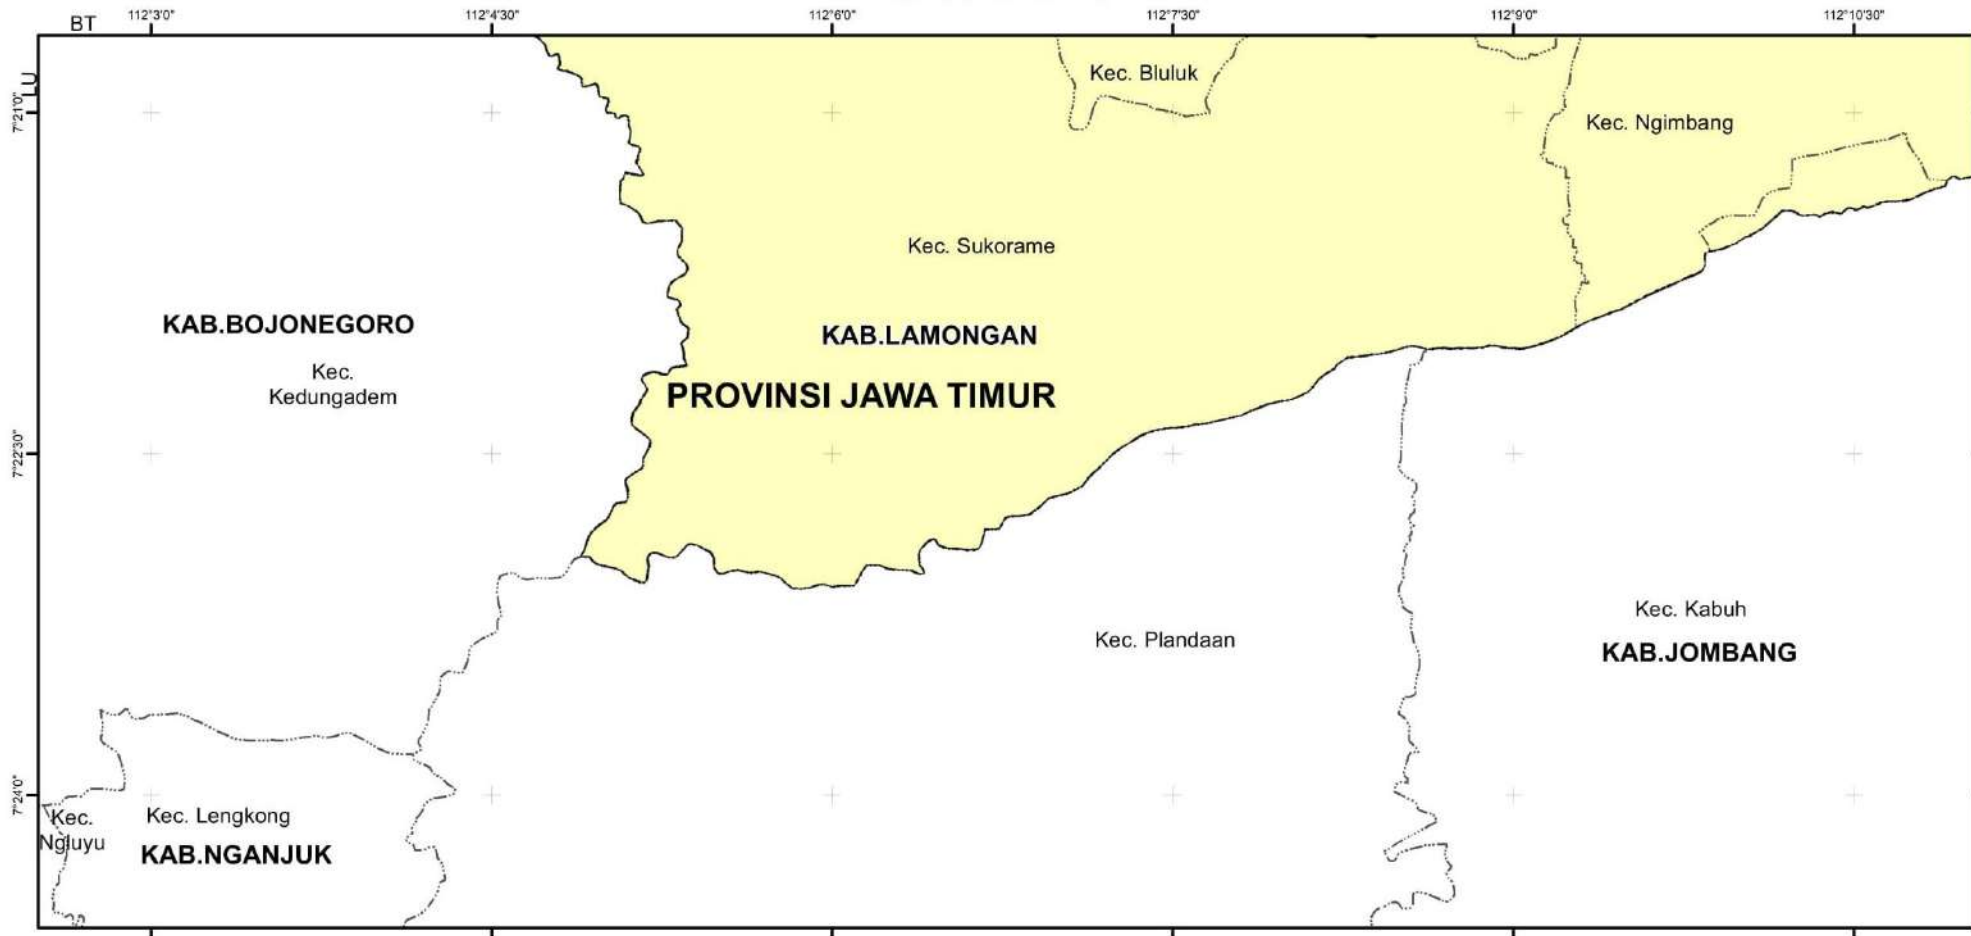 112°3'0"
112°4'30"
112°6'0"
112°7'30"
112°9'0"
112°10'30"
BT
LU
7°21'0"
Kec. Bluluk
Kec. Ngimbang
Kec. Sukorame
KAB.BOJONEGORO
KAB.LAMONGAN
Kec.
Kedungadem
PROVINSI JAWA TIMUR
7°22'30"
Kec. Kabuh
Kec. Plandaan
KAB.JOMBANG
7°24'0"
Kec.
Ngluyu
Kec. Lengkong
KAB.NGANJUK